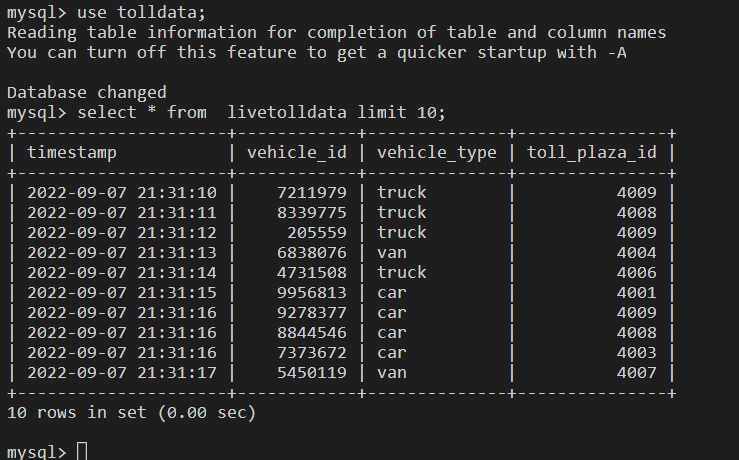 mysql> use tolldata;
Reading table information for completion of table and column names
You can turn off this feature to get a quicker startup with -A

Database changed
mysql> select * from  livetolldata limit 10;
+---------------------+------------+--------------+---------------+
| timestamp           | vehicle_id | vehicle_type | toll_plaza_id |
+---------------------+------------+--------------+---------------+
| 2022-09-07 21:31:10 |    7211979 | truck        |          4009 |
| 2022-09-07 21:31:11 |    8339775 | truck        |          4008 |
| 2022-09-07 21:31:12 |     205559 | truck        |          4009 |
| 2022-09-07 21:31:13 |    6838076 | van          |          4004 |
| 2022-09-07 21:31:14 |    4731508 | truck        |          4006 |
| 2022-09-07 21:31:15 |    9956813 | car          |          4001 |
| 2022-09-07 21:31:16 |    9278377 | car          |          4009 |
| 2022-09-07 21:31:16 |    8844546 | car          |          4008 |
| 2022-09-07 21:31:16 |    7373672 | car          |          4003 |
| 2022-09-07 21:31:17 |    5450119 | van          |          4007 |
+---------------------+------------+--------------+---------------+
10 rows in set (0.00 sec)

mysql>